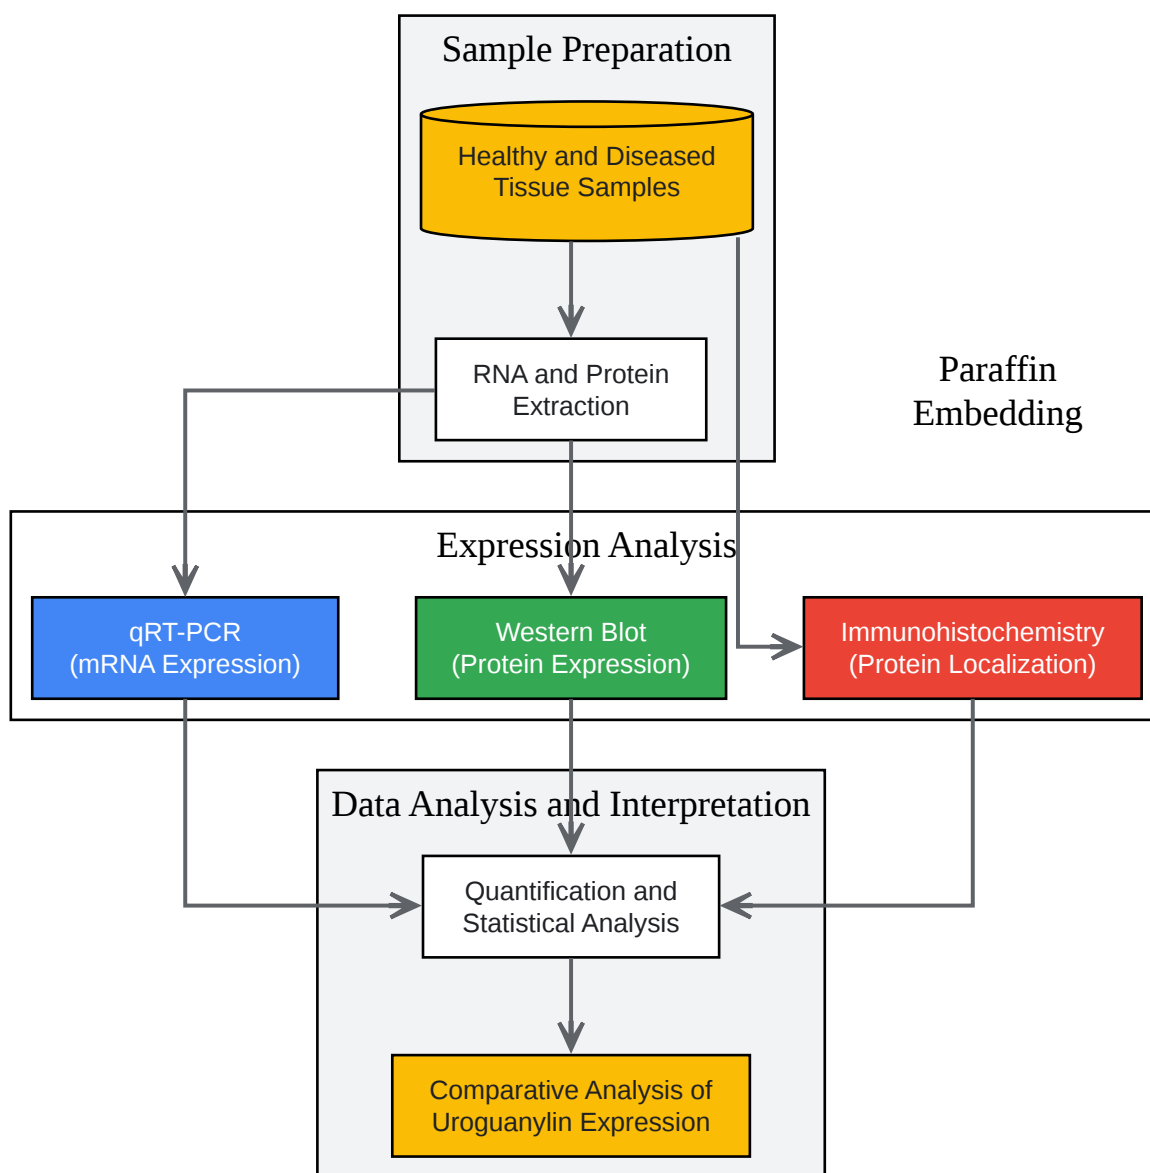 Sample Preparation
Healthy and Diseased
Tissue Samples
RNA and Protein
Extraction
Paraffin
Embedding
Expression Analysis
qRT-PCR
(mRNA Expression)
Western Blot
(Protein Expression)
Immunohistochemistry
(Protein Localization)
Data Analysis and Interpretation
Quantification and
Statistical Analysis
Comparative Analysis of
Uroguanylin Expression